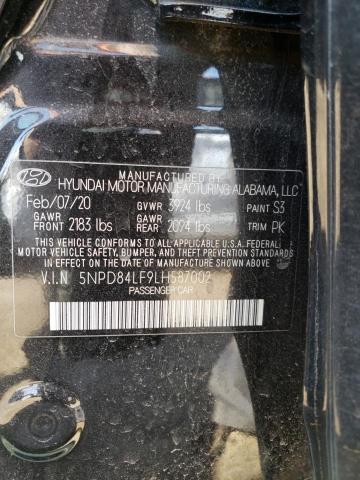 MANUFACTURED BY
HYUNDAI MOTOR MANUFACTURING ALABAMA, LLC
Feb/07/20 GVWR 3924 lbs PAINT S3
GAWR FRONT 2183 lbs GAWR REAR 2094 lbs TRIM PK
THIS VEHICLE CONFORMS TO ALL APPLICABLE U.S.A. FEDERAL
MOTOR VEHICLE SAFETY, BUMPER, AND THEFT PREVENTION STANDARDS
IN EFFECT ON THE DATE OF MANUFACTURE SHOWN ABOVE.
V.I.N 5NPD84LF9LH587002
PASSENGER CAR